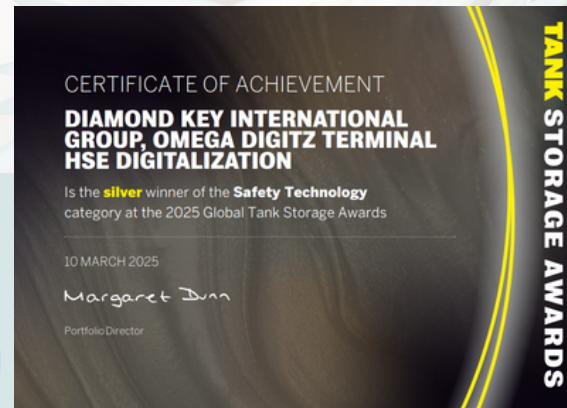 CERTIFICATE OF ACHIEVEMENT
DIAMOND KEY INTERNATIONAL
GROUP, OMEGA DIGITZ TERMINAL
HSE DIGITALIZATION
Is the silver winner of the Safety Technology
category at the 2025 Global Tank Storage Awards
10 MARCH 2025
Margaret Dunn
Portfolio Director
TANK STORAGE AWARDS